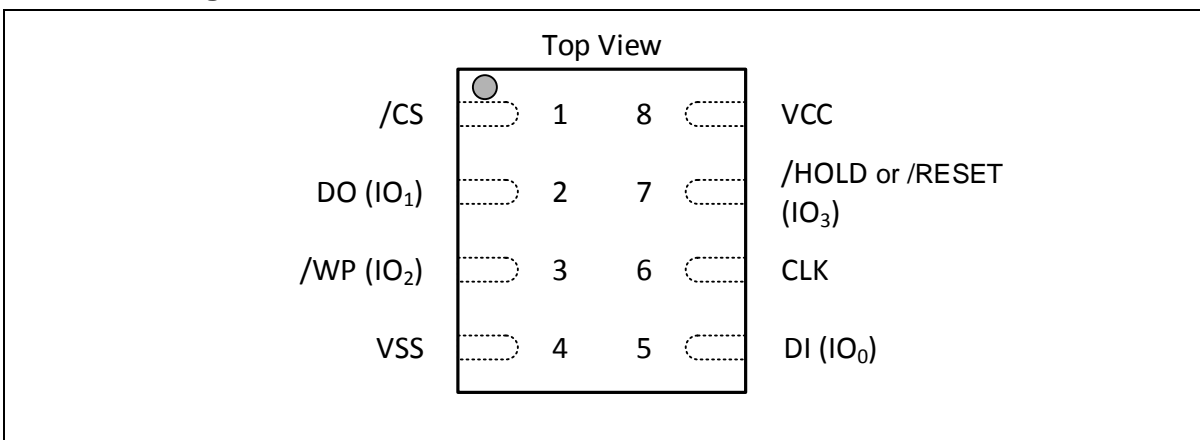 Top View
/CS 1 8 VCC
DO (IO₁) 2 7 /HOLD or /RESET
(IO₃)
/WP (IO₂) 3 6 CLK
VSS 4 5 DI (IO₀)